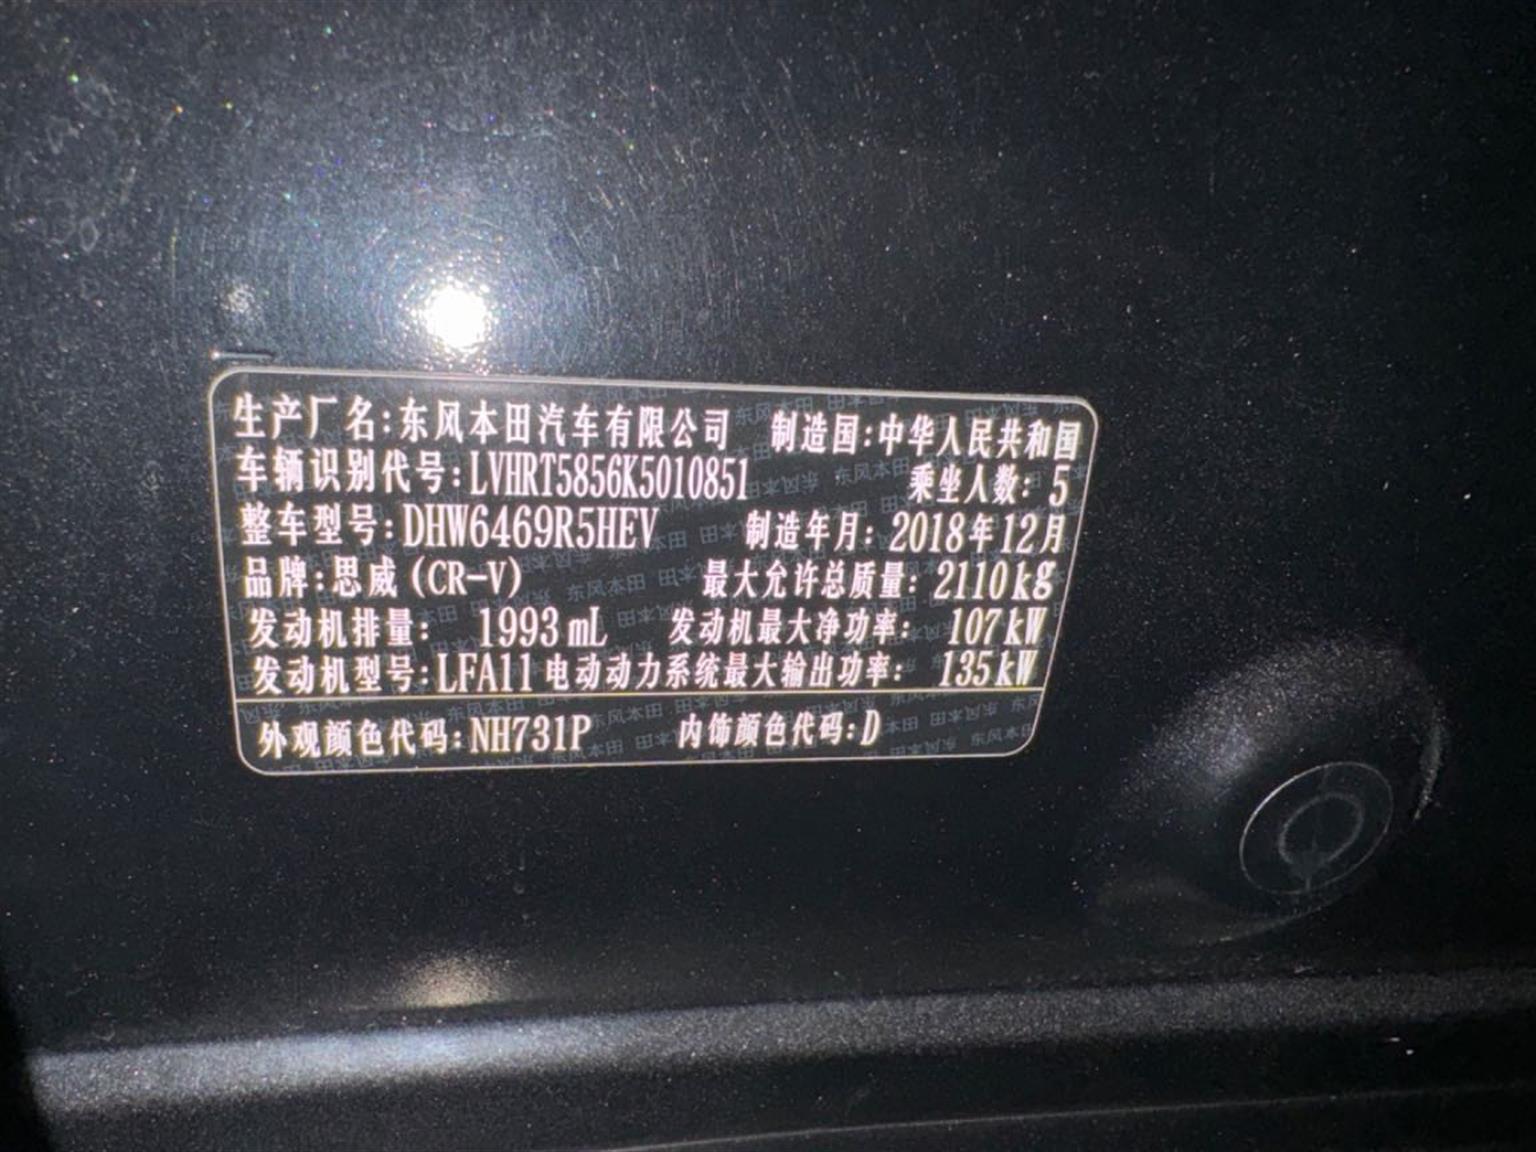 生产厂名:东风本田汽车有限公司 制造国:中华人民共和国
车辆识别代号:LVHRT5856K5010851 乘坐人数:5
整车型号:DHW6469R5HEV 制造年月:2018年12月
品牌:思威(CR-V) 最大允许总质量:2110kg
发动机排量: 1993mL 发动机最大净功率: 107kW
发动机型号:LFA11 电动动力系统最大输出功率: 135kW
外观颜色代码:NH731P 内饰颜色代码:D